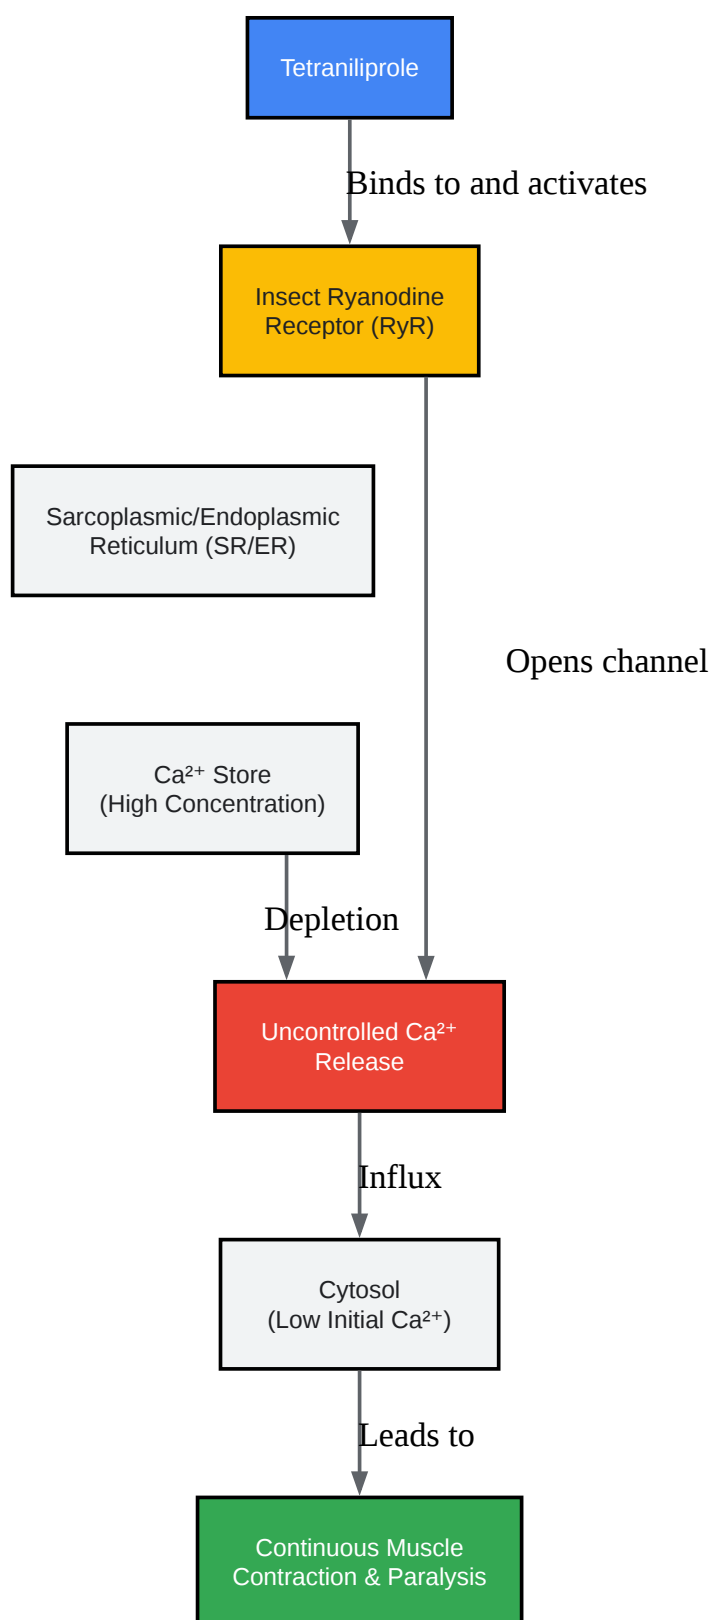 Tetraniliprole
Binds to and activates
Insect Ryanodine
Receptor (RyR)
Sarcoplasmic/Endoplasmic
Reticulum (SR/ER)
Opens channel
Ca²⁺ Store
(High Concentration)
Depletion
Uncontrolled Ca²⁺
Release
Influx
Cytosol
(Low Initial Ca²⁺)
Leads to
Continuous Muscle
Contraction & Paralysis